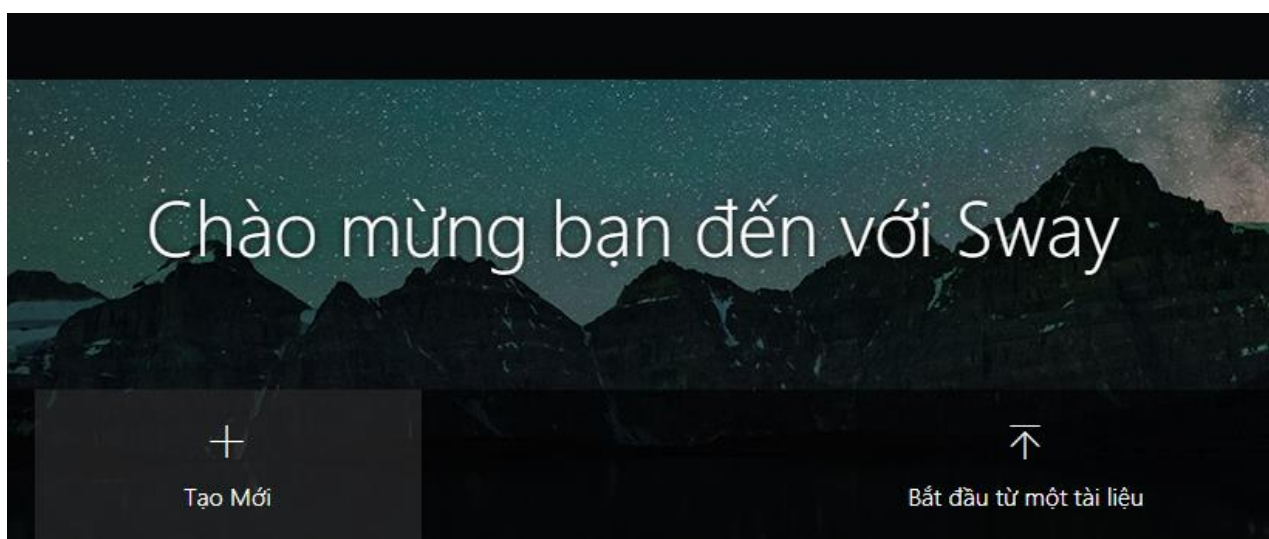 Chào mừng bạn đến với Sway
Tạo Mới
Bắt đầu từ một tài liệu